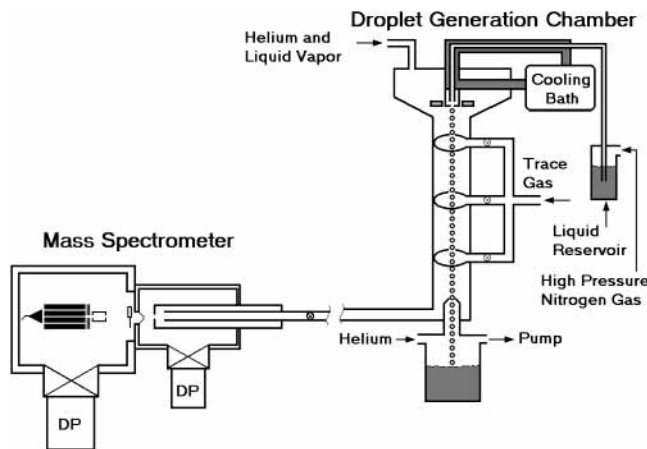 Droplet Generation Chamber
Helium and
Liquid Vapor
Cooling
Bath
Trace
Gas
Liquid
Reservoir
High Pressure
Nitrogen Gas
Mass Spectrometer
Helium
Pump
DP
DP